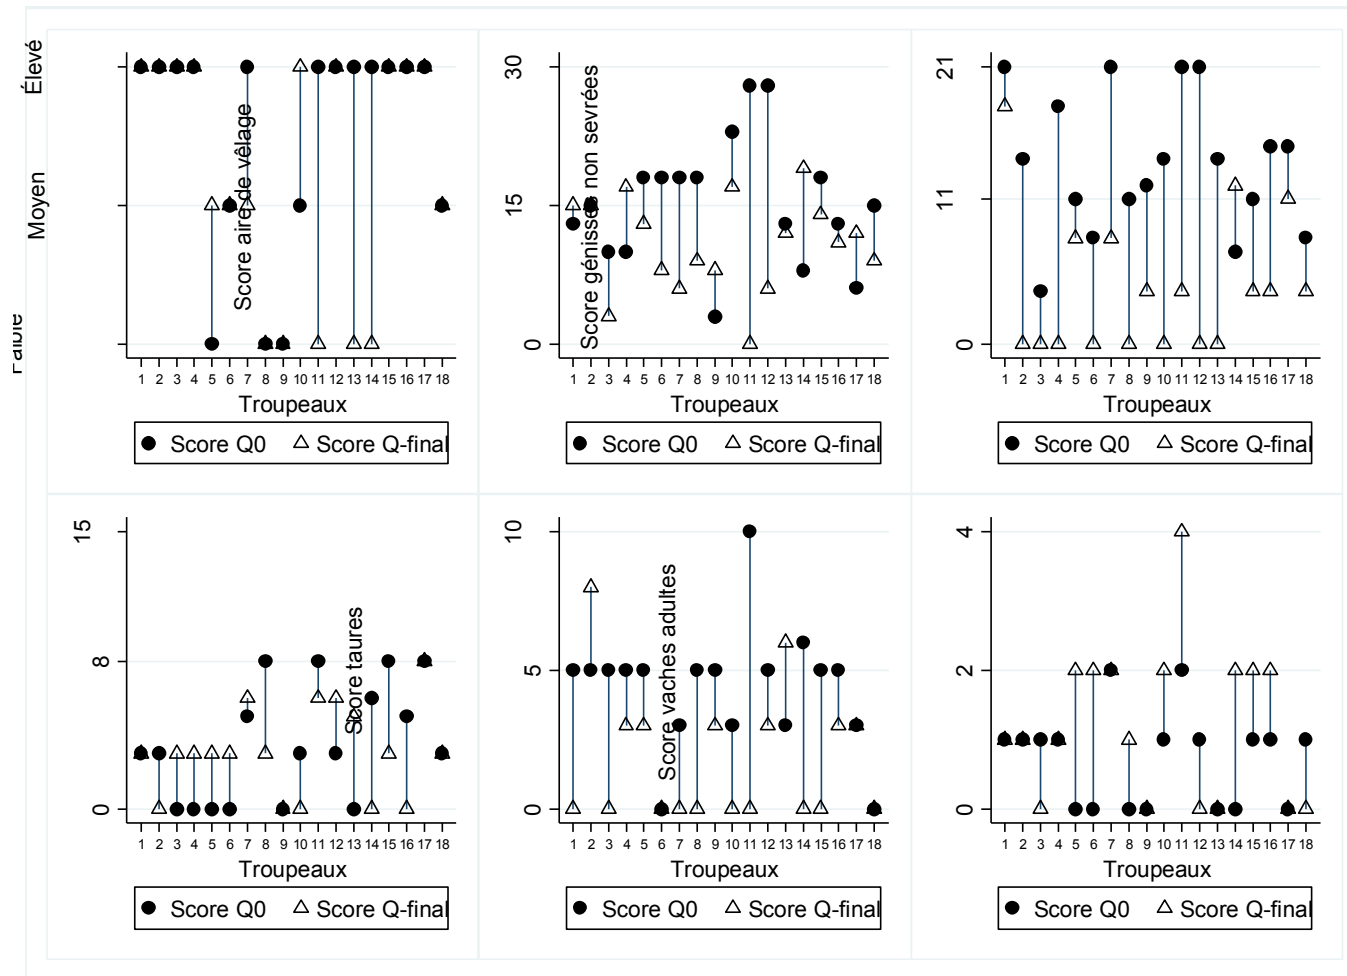 Élevé
Moyen
Faible
Score aire de vêlage
1 2 3 4 5 6 7 8 9 10 11 12 13 14 15 16 17 18
Troupeaux
Score Q0 Score Q-final
30
15
0
Score génisses non sevrées
1 2 3 4 5 6 7 8 9 10 11 12 13 14 15 16 17 18
Troupeaux
Score Q0 Score Q-final
21
11
0
1 2 3 4 5 6 7 8 9 10 11 12 13 14 15 16 17 18
Troupeaux
Score Q0 Score Q-final
15
8
0
Score taures
1 2 3 4 5 6 7 8 9 10 11 12 13 14 15 16 17 18
Troupeaux
Score Q0 Score Q-final
10
5
0
Score vaches adultes
1 2 3 4 5 6 7 8 9 10 11 12 13 14 15 16 17 18
Troupeaux
Score Q0 Score Q-final
4
2
0
1 2 3 4 5 6 7 8 9 10 11 12 13 14 15 16 17 18
Troupeaux
Score Q0 Score Q-final